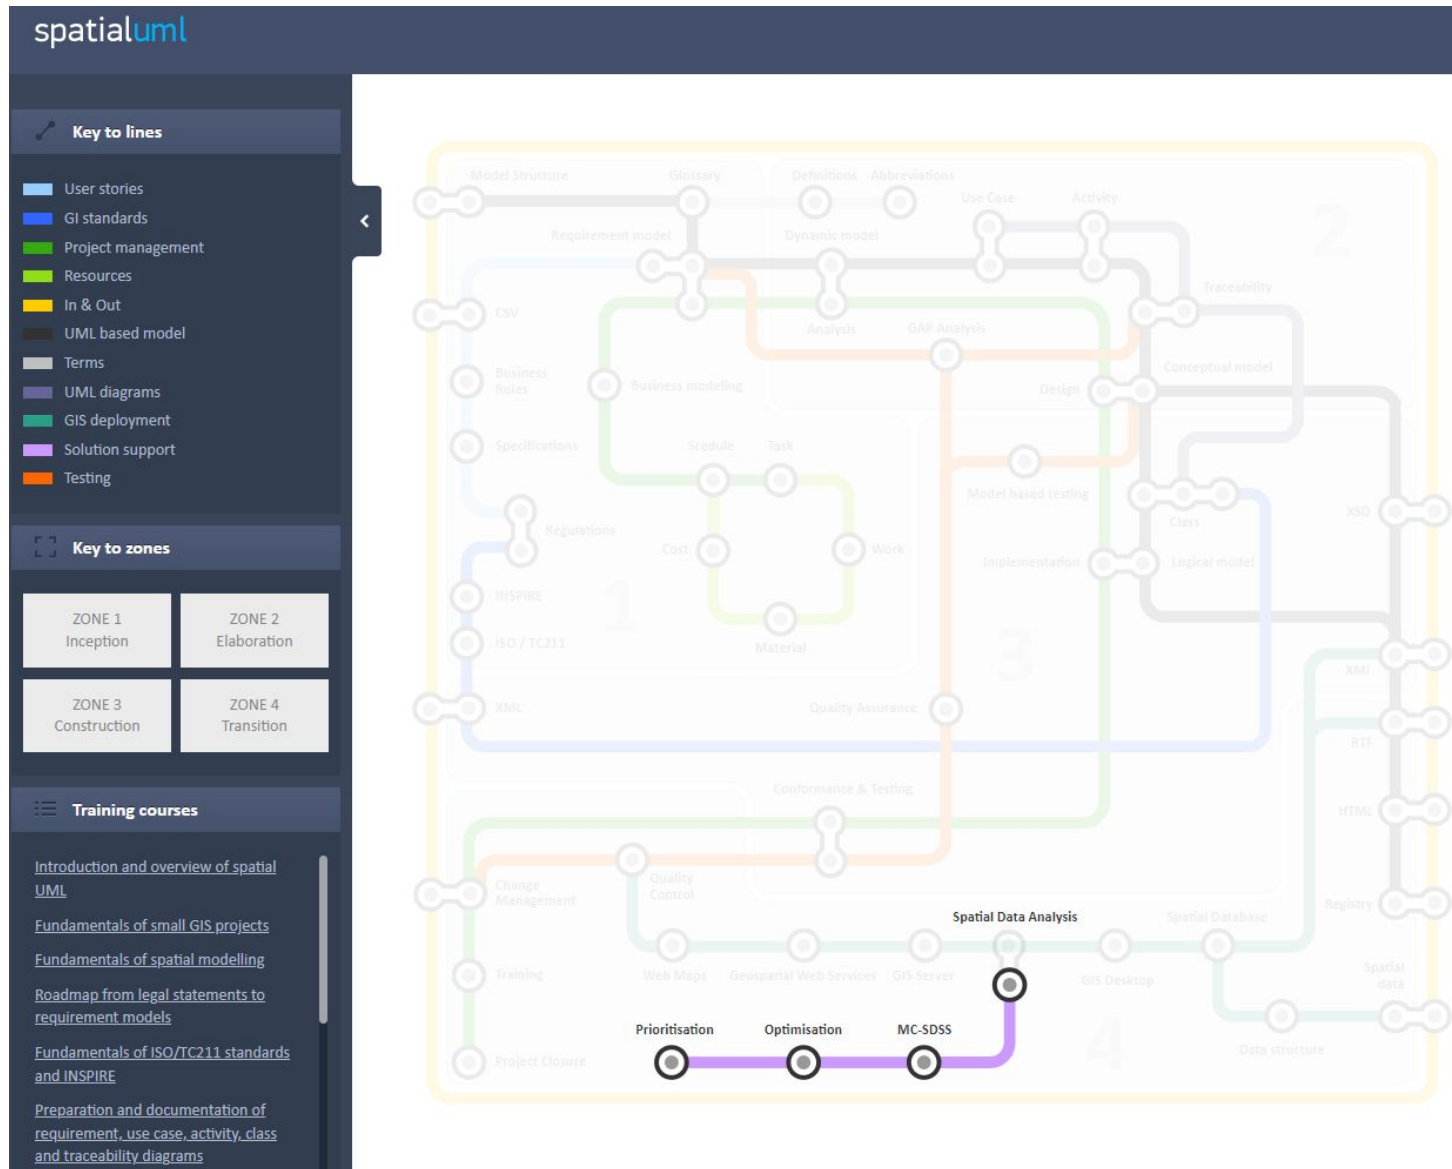 spatialuml
Key to lines
User stories
GI standards
Project management
Resources
In & Out
UML based model
Terms
UML diagrams
GIS deployment
Solution support
Testing
Key to zones
ZONE 1
Inception
ZONE 2
Elaboration
ZONE 3
Construction
ZONE 4
Transition
Training courses
Introduction and overview of spatial
UML
Fundamentals of small GIS projects
Fundamentals of spatial modelling
Roadmap from legal statements to
requirement models
Fundamentals of ISO/TC211 standards
and INSPIRE
Preparation and documentation of
requirement, use case, activity, class
and traceability diagrams
Model Structure
Glossary
Definitions
Abbreviations
Use Case
Activity
2
Requirement model
Dynamic model
Traceability
CSV
Analysis
GAP Analysis
Business
Rules
Business modeling
Design
Conceptual model
Specifications
Scedule
Task
Model based testing
Class
XSD
Regulations
Cost
Work
Implementation
Logical model
INSPIRE
1
ISO / TC211
Material
3
XMI
XML
Quality Assurance
RTF
Conformance & Testing
HTML
Change
Management
Quality
Control
Registry
Spatial Data Analysis
Spatial Database
Training
Web Maps
Geospatial Web Services
GIS Server
GIS Desktop
Spatial
data
Prioritisation
Optimisation
MC-SDSS
4
Data structure
Project Closure